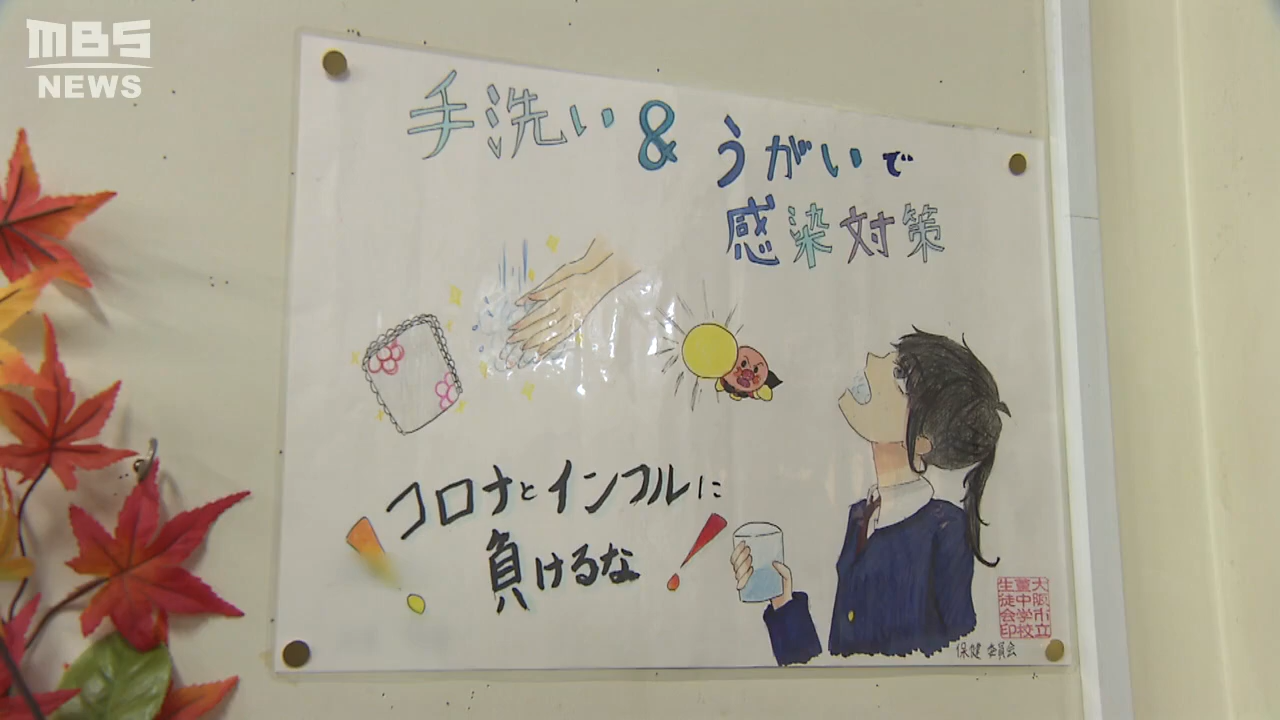 MBS
NEWS
手洗い & うがいで
感染対策
コロナとインフルに
負けるな
大阪市立
菫中学校
生徒会印
保健委員会